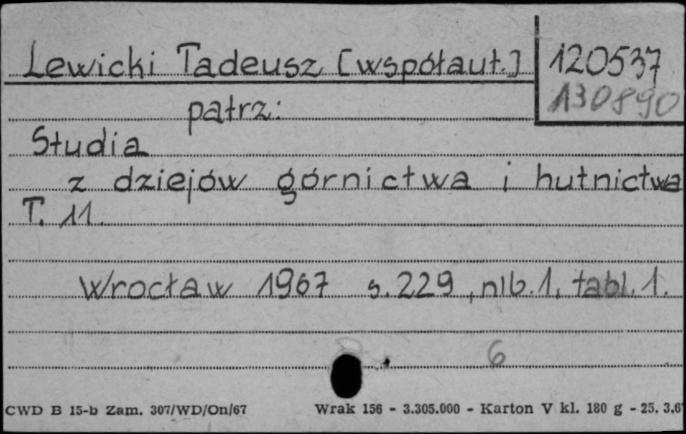 Lewicki Tadeusz [współaut.] 120537
130890
patrz:
Studia
z dziejów górnictwa i hutnictwa
T. 11.
Wrocław 1967 s. 229, nlb. 1, tabl. 1.
6
CWD B 15-b Zam. 307/WD/On/67 Wrak 156 - 3.305.000 - Karton V kl. 180 g - 25. 3.6